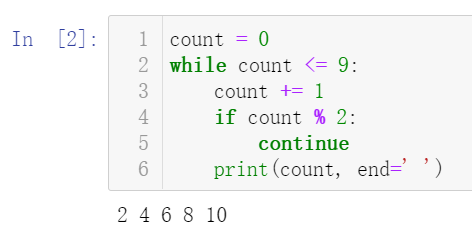 In [2]:
1 count = 0
2 while count <= 9:
3     count += 1
4     if count % 2:
5         continue
6     print(count, end=' ')
2 4 6 8 10